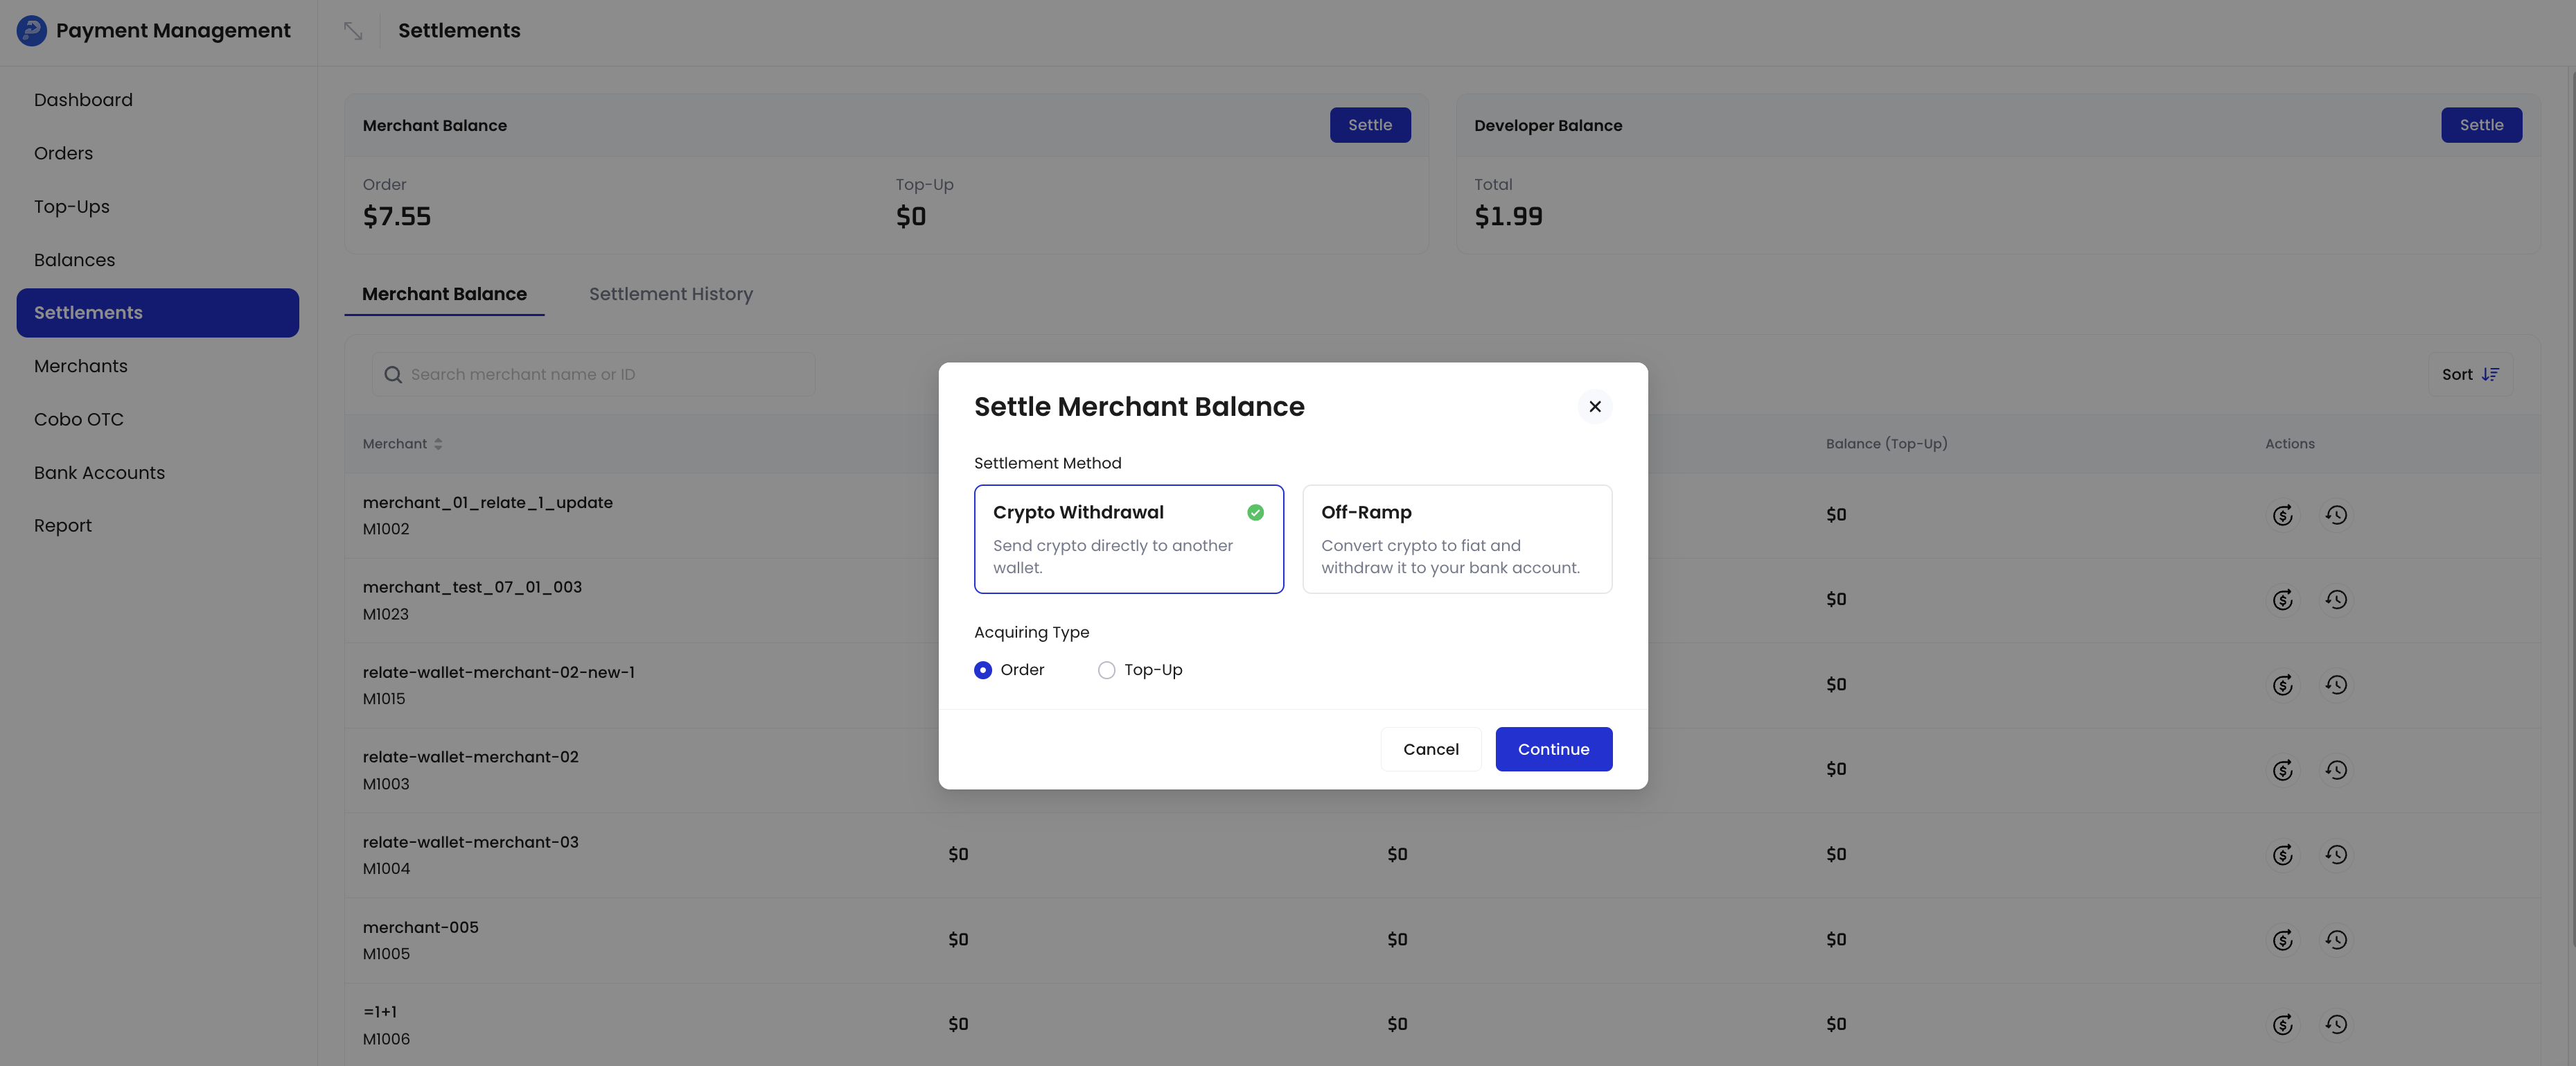 Payment Management
Settlements
Dashboard
Orders
Top-Ups
Balances
Settlements
Merchants
Cobo OTC
Bank Accounts
Report
Merchant Balance
Settle
Order
Top-Up
$7.55
$0
Developer Balance
Settle
Total
$1.99
Merchant Balance
Settlement History
Search merchant name or ID
Sort
Merchant
Balance (Top-Up)
Actions
merchant_01_relate_1_update
M1002
$0
merchant_test_07_01_003
M1023
$0
relate-wallet-merchant-02-new-1
M1015
$0
relate-wallet-merchant-02
M1003
$0
relate-wallet-merchant-03
M1004
$0
$0
$0
merchant-005
M1005
$0
$0
$0
=1+1
M1006
$0
$0
$0
Settle Merchant Balance
Settlement Method
Crypto Withdrawal
Send crypto directly to another
wallet.
Off-Ramp
Convert crypto to fiat and
withdraw it to your bank account.
Acquiring Type
Order
Top-Up
Cancel
Continue